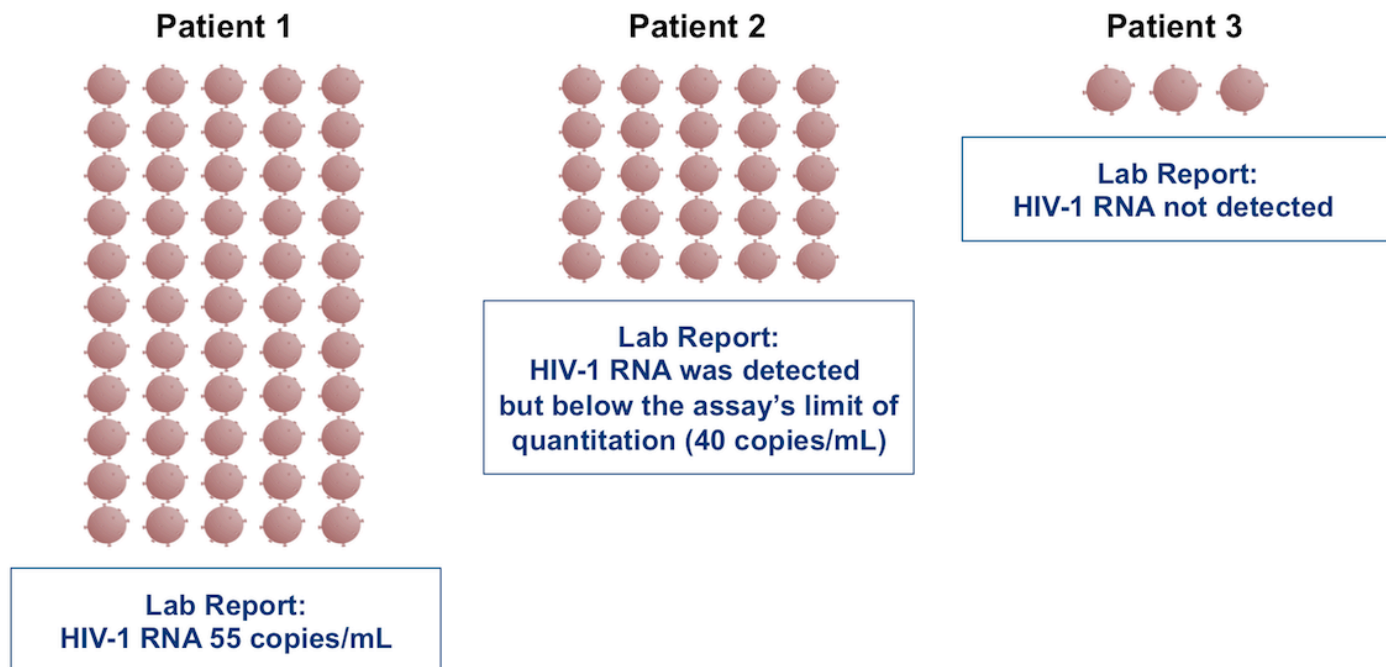 Patient 1
Patient 2
Patient 3
Lab Report:
HIV-1 RNA 55 copies/mL
Lab Report:
HIV-1 RNA was detected
but below the assay’s limit of
quantitation (40 copies/mL)
Lab Report:
HIV-1 RNA not detected